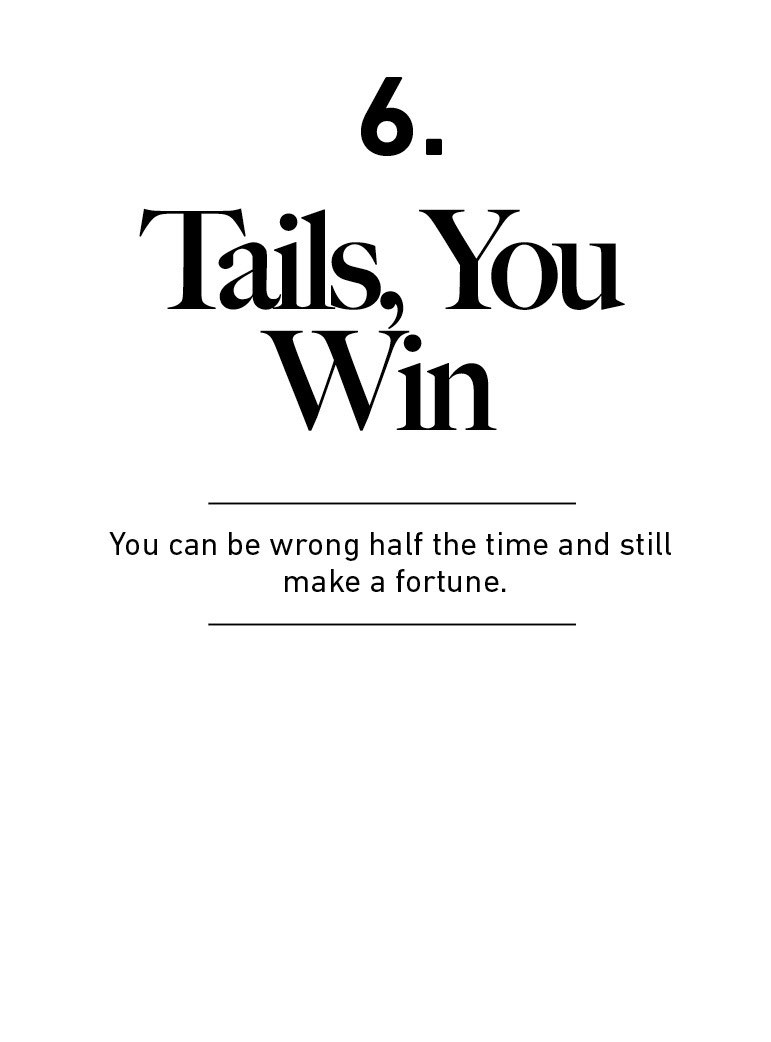 6.
Tails, You
Win
You can be wrong half the time and still
make a fortune.